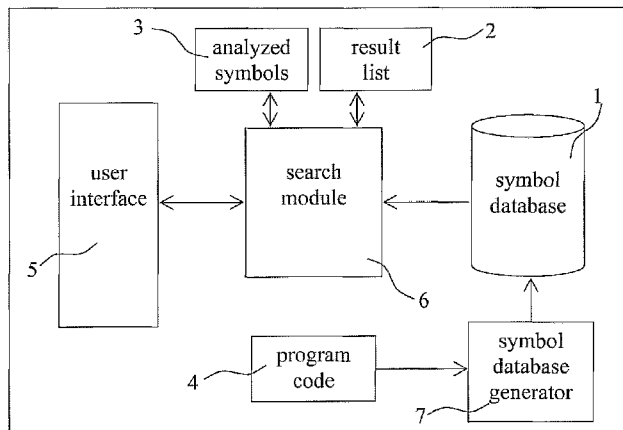 3
analyzed
symbols
result
list
2
1
user
interface
5
search
module
6
symbol
database
4
program
code
symbol
database
generator
7